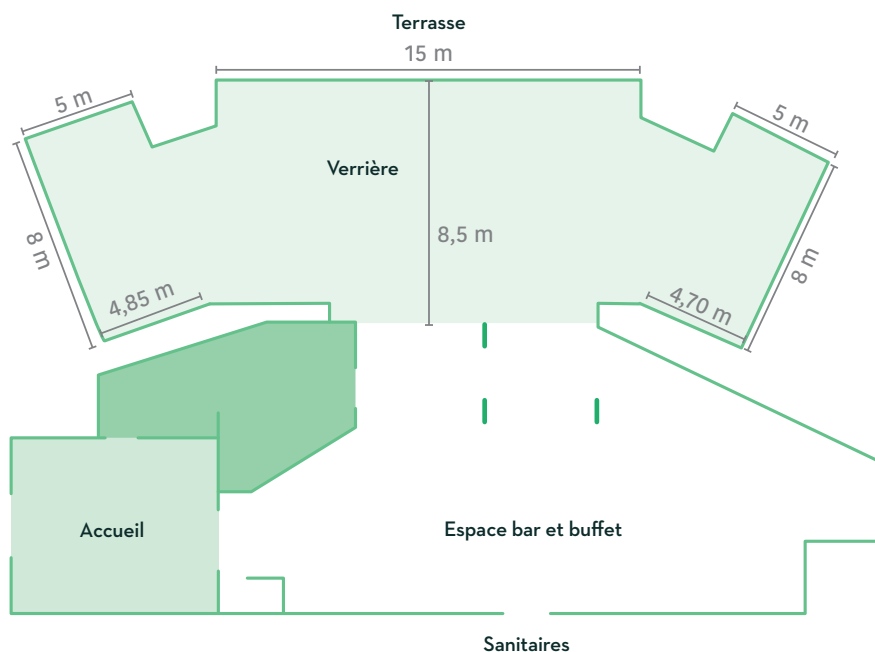 Terrasse
15 m
5 m
5 m
Verrière
8,5 m
8 m
8 m
4,85 m
4,70 m
Accueil
Espace bar et buffet
Sanitaires